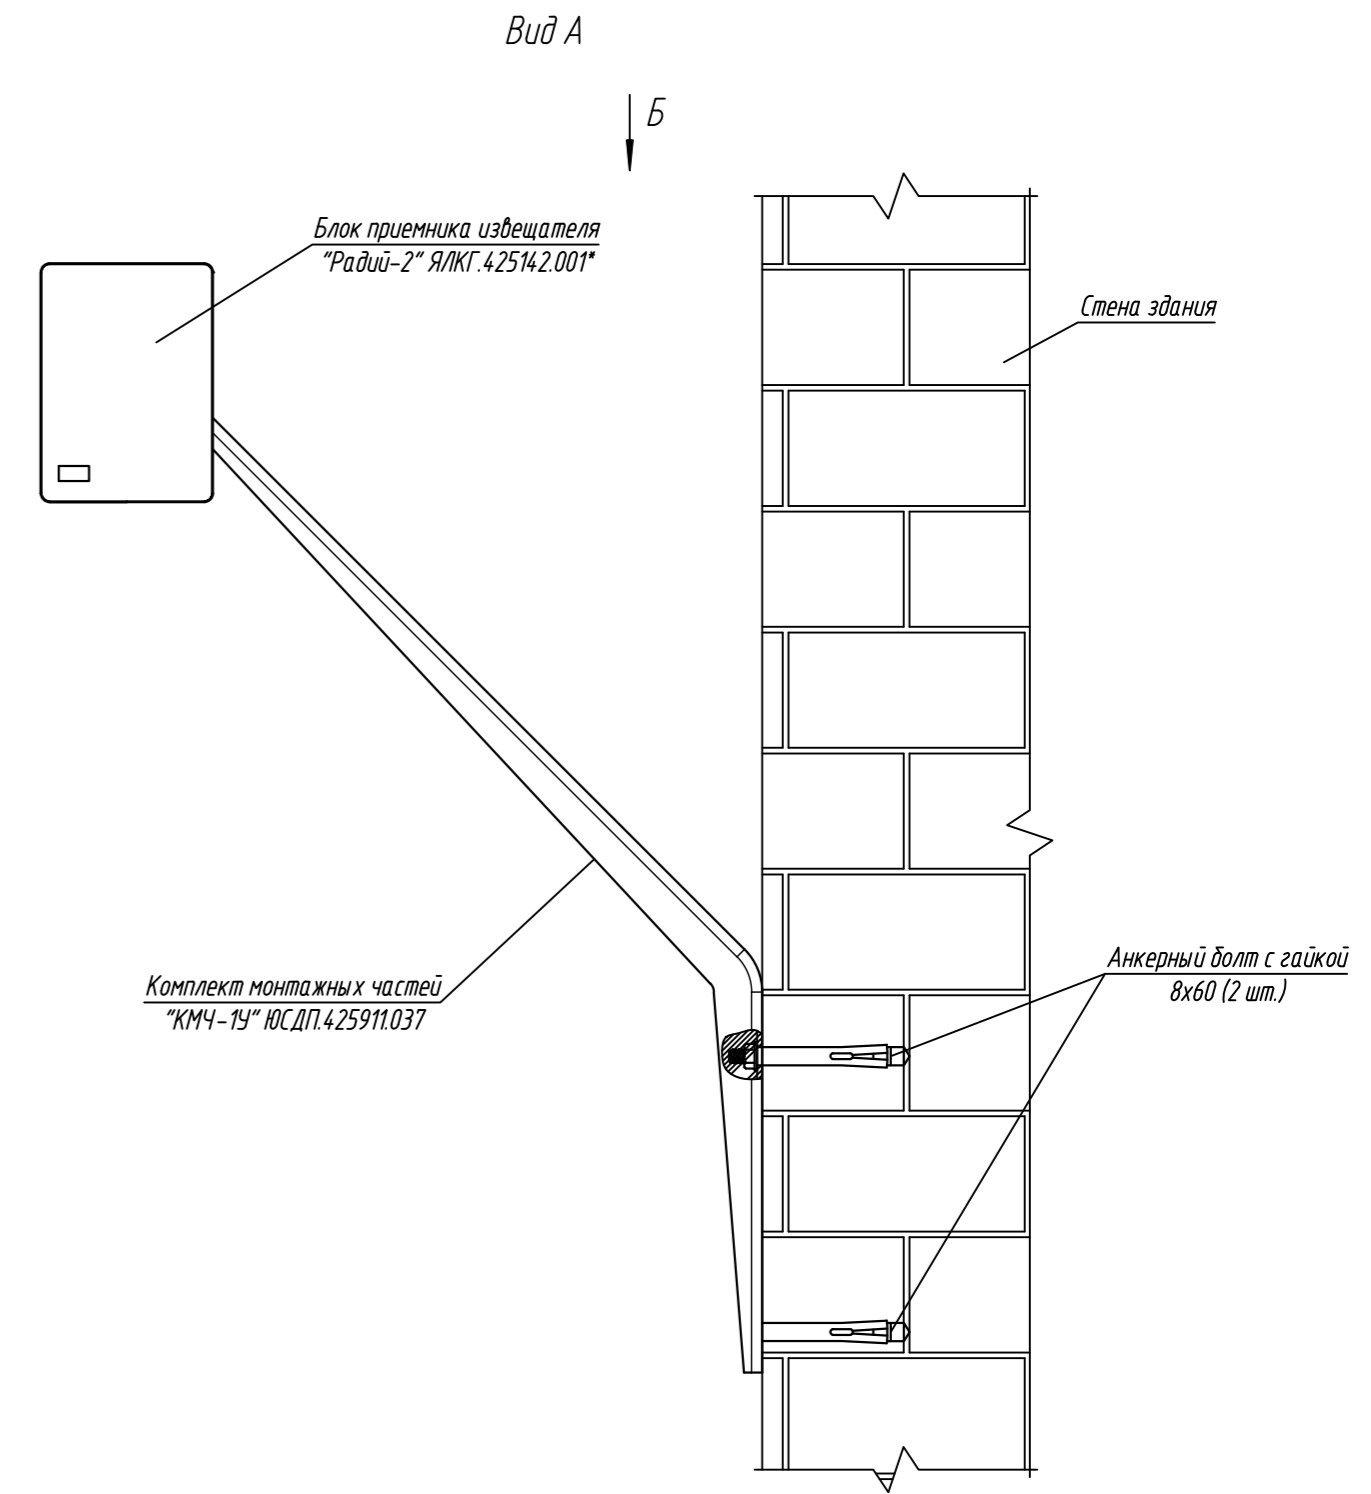 Вид А
Б
Блок приемника извещателя
"Радий-2" ЯЛКГ.425142.001*
Стена здания
Анкерный болт с гайкой
8х60 (2 шт.)
Комплект монтажных частей
"КМЧ-1У" ЮСДП.425911.037